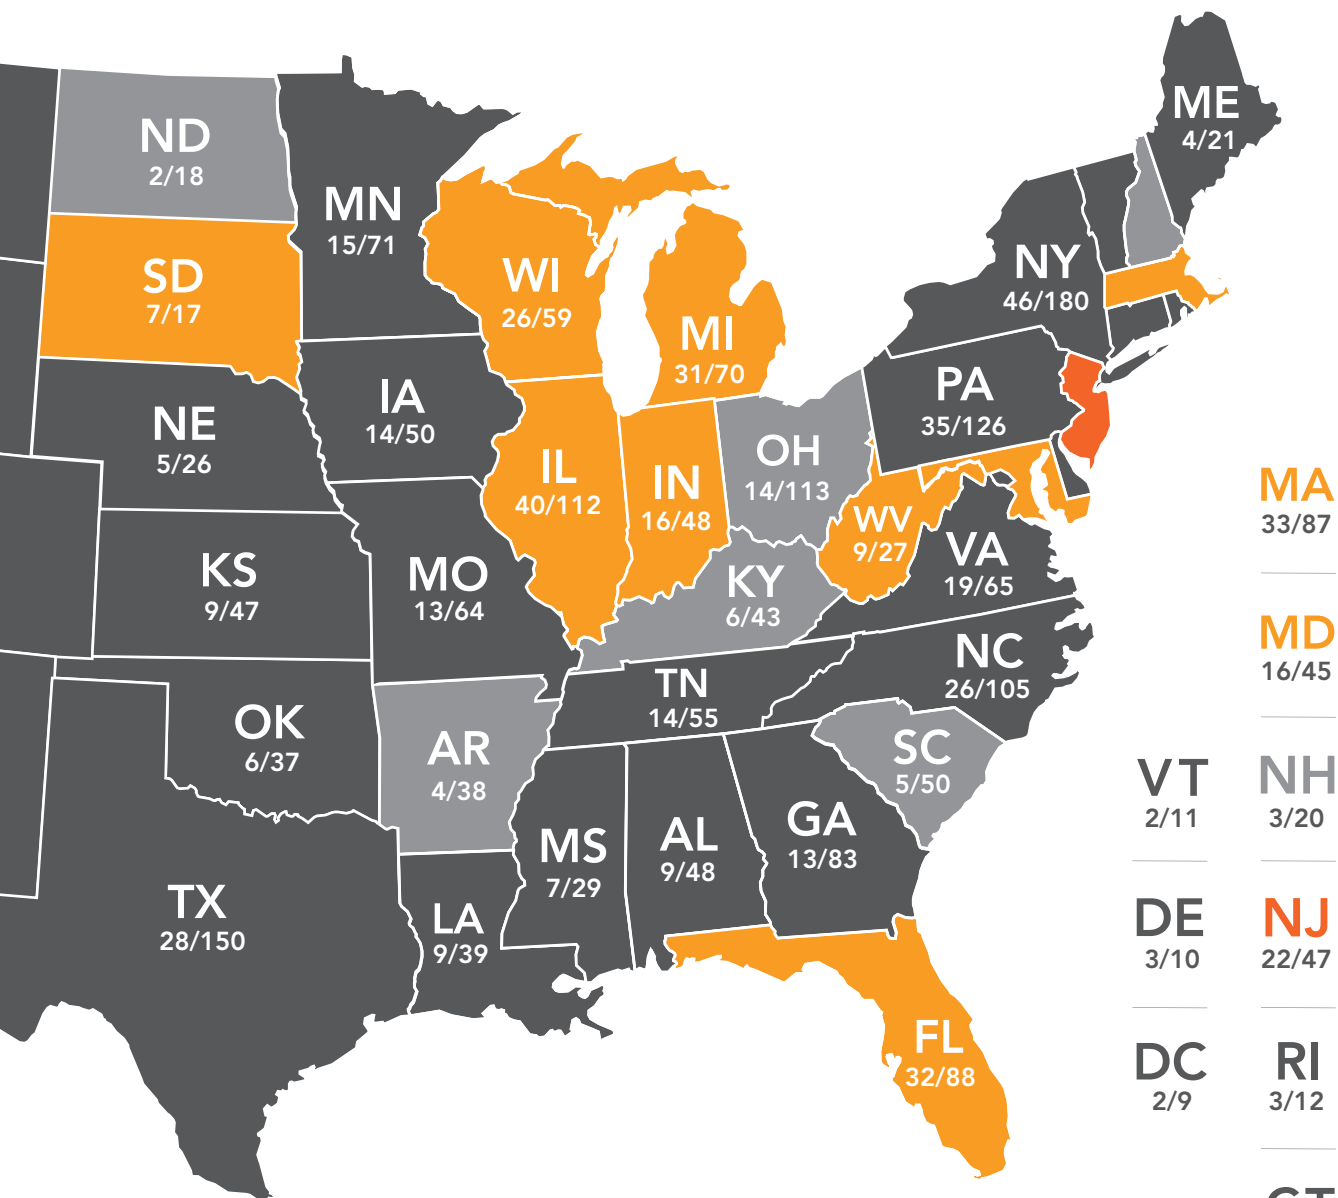 ME
4/21
ND
2/18
MN
15/71
NY
46/180
SD
7/17
WI
26/59
MI
31/70
PA
35/126
IA
14/50
NE
5/26
OH
14/113
IL
40/112
IN
16/48
MA
33/87
WV
9/27
VA
19/65
KS
9/47
MO
13/64
KY
6/43
MD
16/45
NC
26/105
TN
14/55
OK
6/37
AR
4/38
SC
5/50
VT
2/11
NH
3/20
MS
7/29
AL
9/48
GA
13/83
TX
28/150
LA
9/39
DE
3/10
NJ
22/47
FL
32/88
DC
2/9
RI
3/12
CT